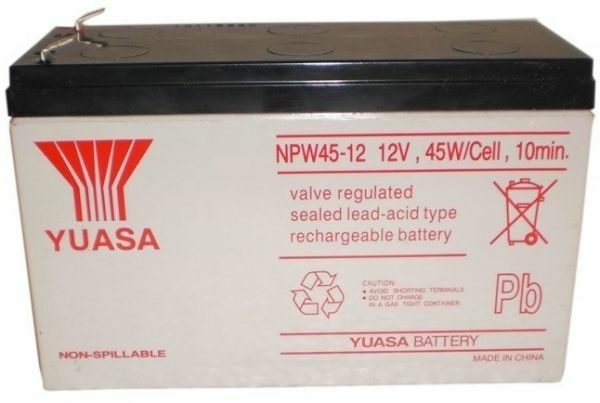 YUASA
NPW45-12 12V , 45W/Cell , 10min.
valve regulated
sealed lead-acid type
rechargeable battery
CAUTION:
● AVOID SHORTING TERMINALS.
● DO NOT CHARGE
IN A GAS TIGHT CONTAINER.
Pb
YUASA BATTERY
NON-SPILLABLE
MADE IN CHINA